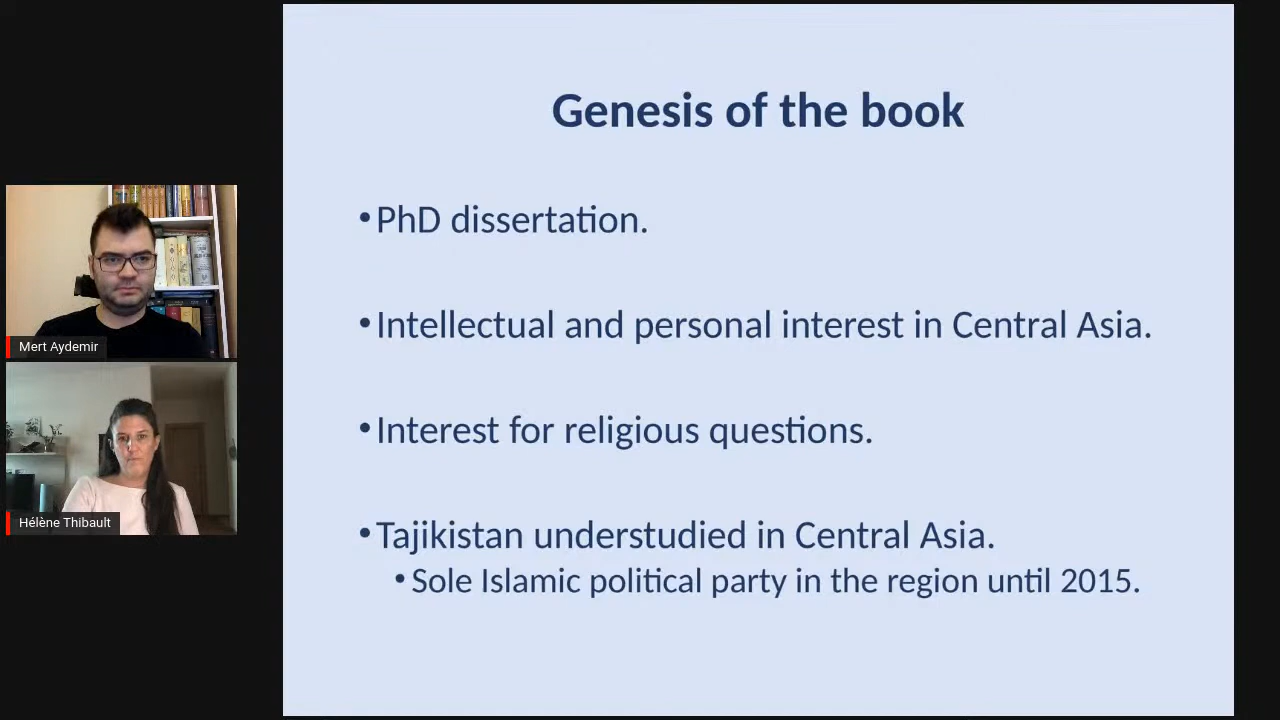 Genesis of the book
•PhD dissertation.
•Intellectual and personal interest in Central Asia.
•Interest for religious questions.
•Tajikistan understudied in Central Asia.
•Sole Islamic political party in the region until 2015.
Mert Aydemir
Hélène Thibault